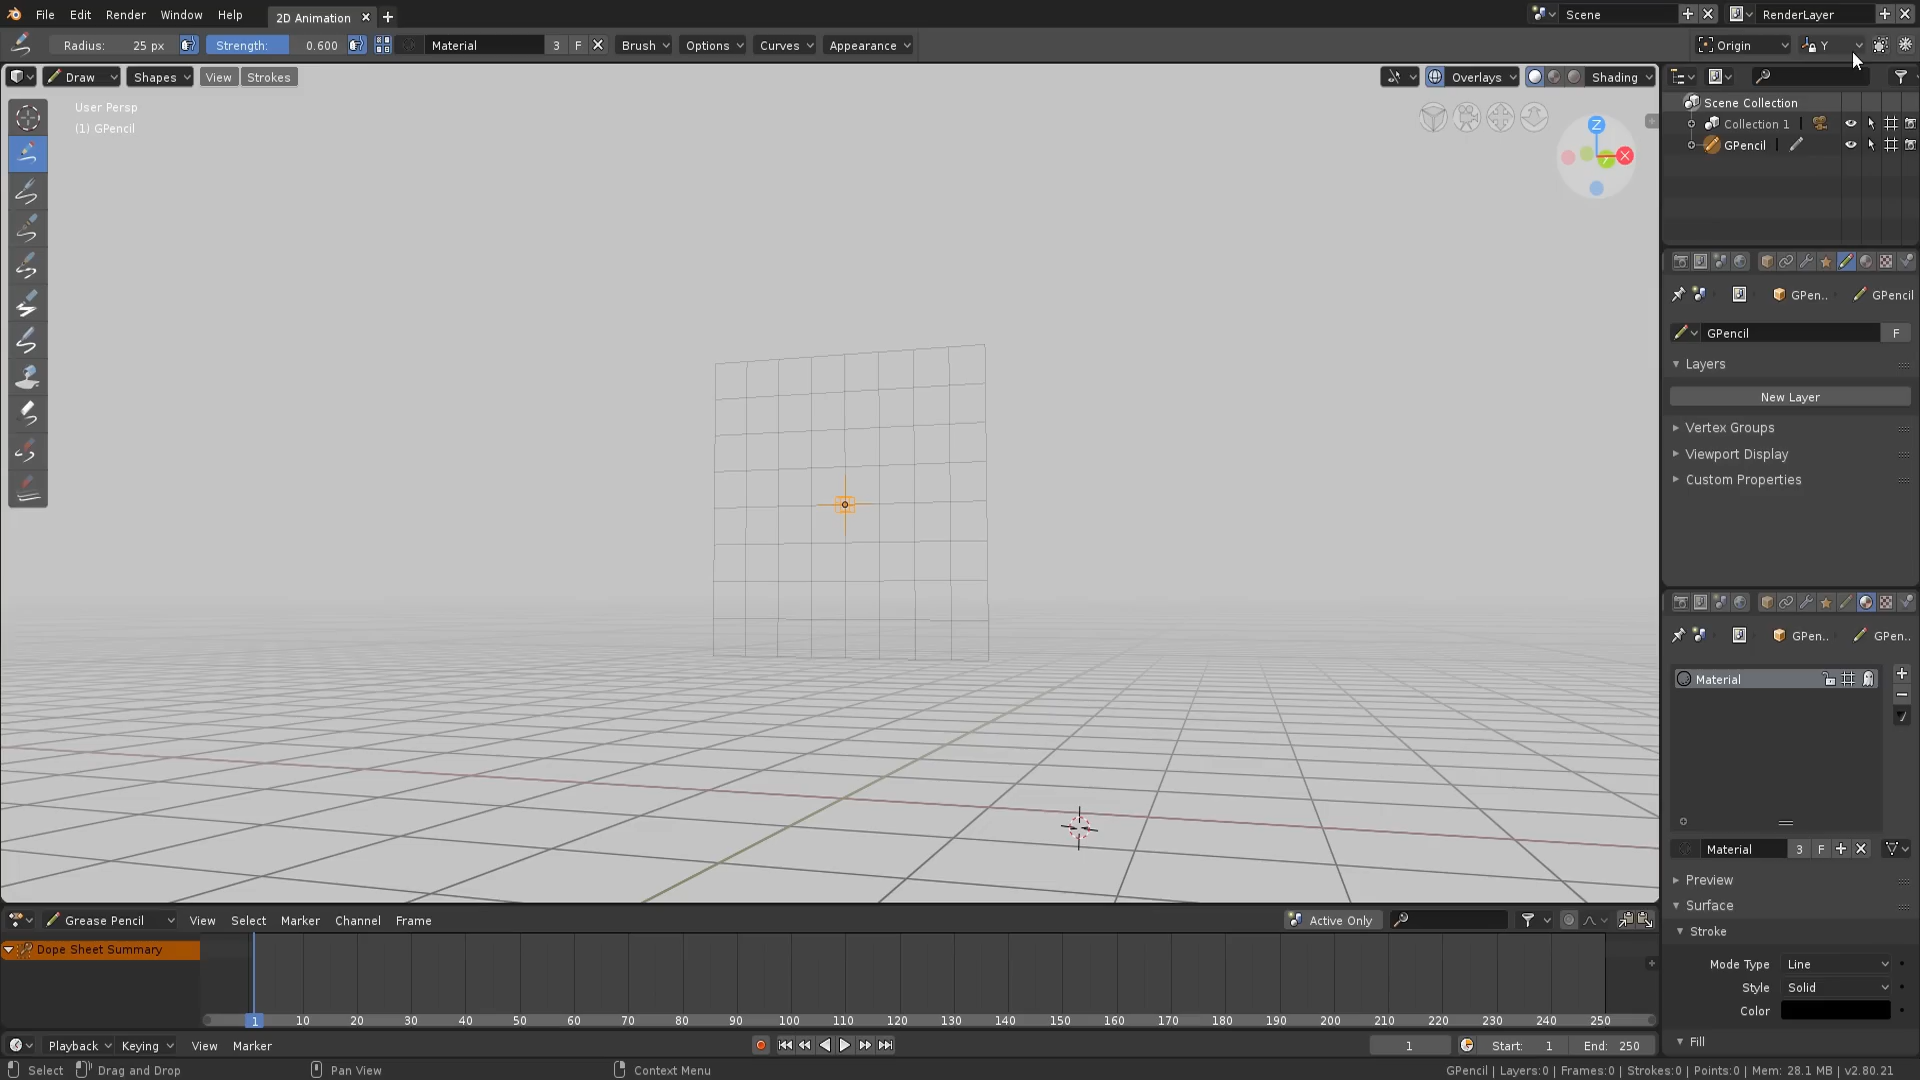 File Edit Render Window Help 2D Animation Scene RenderLayer
Radius: 25 px Strength: 0.600 Material 3 F Brush Options Curves Appearance Origin Y
Draw Shapes View Strokes Overlays Shading
User Persp
(1) GPencil
Z
X
Scene Collection
Collection 1
GPencil
GPen.. GPencil
GPencil F
Layers
New Layer
Vertex Groups
Viewport Display
Custom Properties
GPen.. GPen..
Material
Material 3 F
Preview
Surface
Stroke
Mode Type Line
Style Solid
Color
Fill
Grease Pencil View Select Marker Channel Frame Active Only
Dope Sheet Summary
1 10 20 30 40 50 60 70 80 90 100 110 120 130 140 150 160 170 180 190 200 210 220 230 240 250
Playback Keying View Marker 1 Start: 1 End: 250
Select Drag and Drop Pan View Context Menu GPencil | Layers:0 | Frames:0 | Strokes:0 | Points:0 | Mem: 28.1 MB | v2.80.21